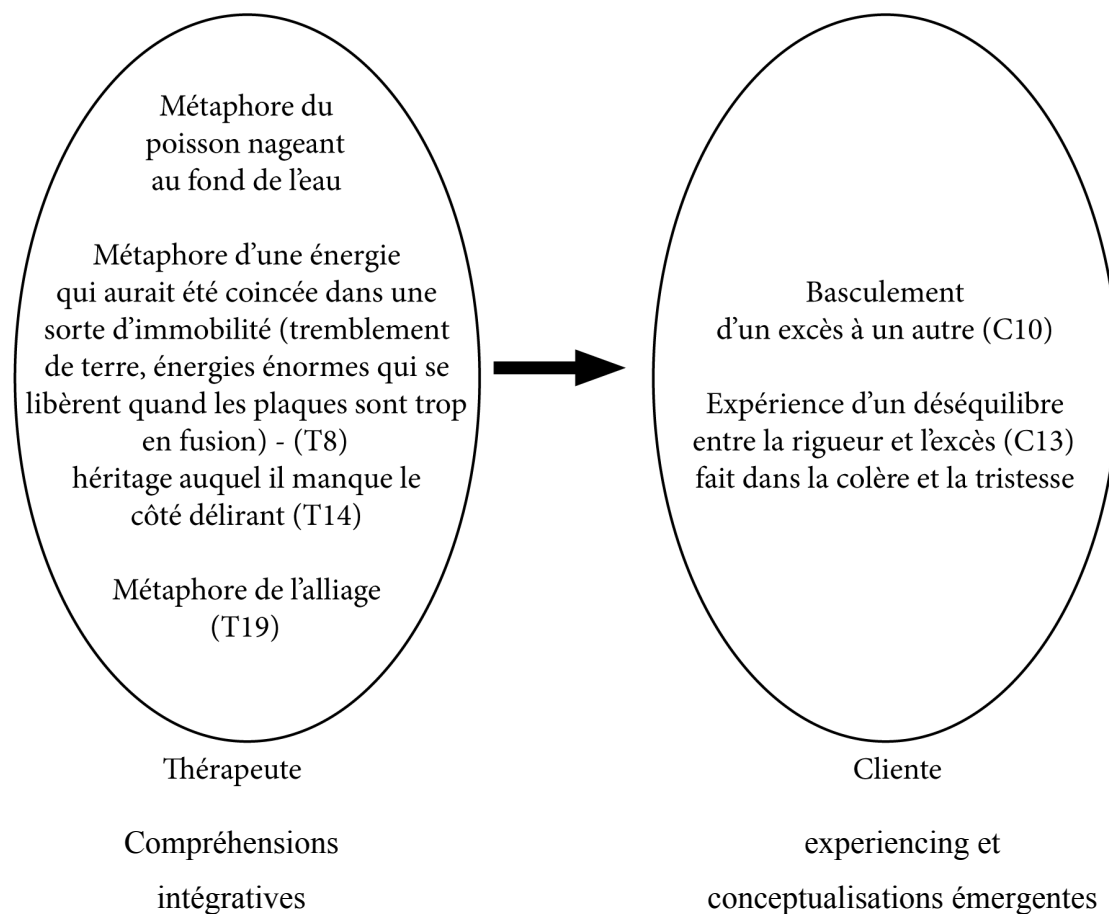 Métaphore du
poisson nageant
au fond de l'eau
Métaphore d'une énergie
qui aurait été coincée dans une
sorte d'immobilité (tremblement
de terre, énergies énormes qui se
libèrent quand les plaques sont trop
en fusion) - (T8)
héritage auquel il manque le
côté délirant (T14)
Métaphore de l'alliage
(T19)
Thérapeute
Compréhensions
intégratives
Basculement
d'un excès à un autre (C10)
Expérience d'un déséquilibre
entre la rigueur et l'excès (C13)
fait dans la colère et la tristesse
Cliente
experiencing et
conceptualisations émergentes